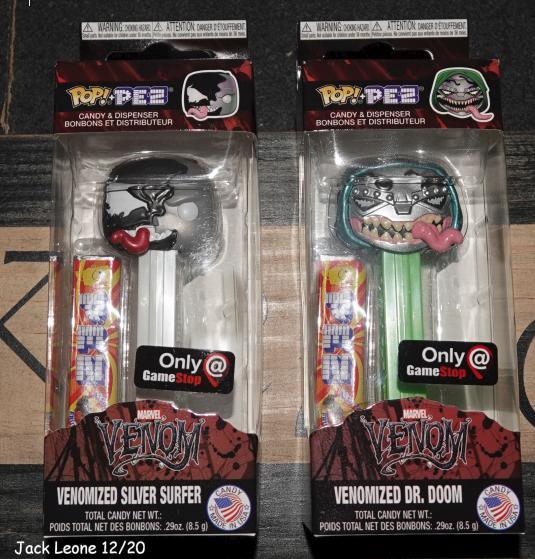 WARNING: CHOKING HAZARD
ATTENTION: DANGER D'ÉTOUFFEMENT
POP!+PEZ
CANDY & DISPENSER
BONBONS ET DISTRIBUTEUR
Only @
GameStop
MARVEL
VENOM
VENOMIZED SILVER SURFER
TOTAL CANDY NET WT.:
POIDS TOTAL NET DES BONBONS: .29oz. (8.5 g)
CANDY
MADE IN USA
WARNING: CHOKING HAZARD
ATTENTION: DANGER D'ÉTOUFFEMENT
POP!+PEZ
CANDY & DISPENSER
BONBONS ET DISTRIBUTEUR
Only @
GameStop
MARVEL
VENOM
VENOMIZED DR. DOOM
TOTAL CANDY NET WT.:
POIDS TOTAL NET DES BONBONS: .29oz. (8.5 g)
CANDY
MADE IN USA
Jack Leone 12/20